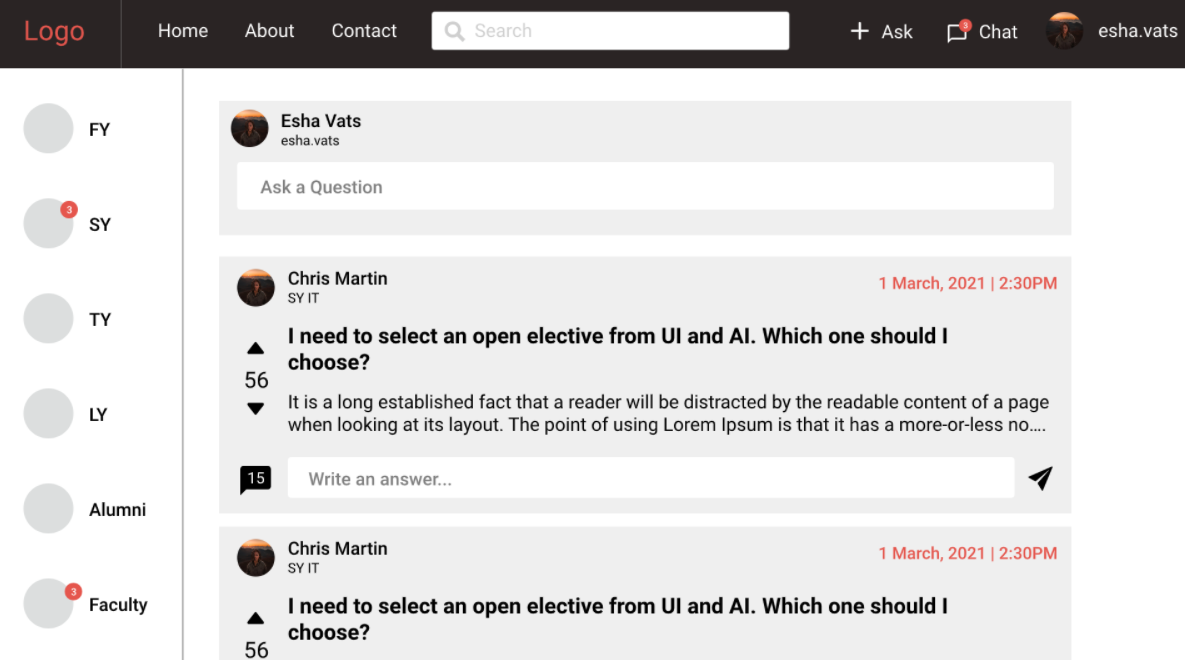 Logo
Home
About
Contact
Search
Ask
3
Chat
esha.vats
FY
3
SY
TY
LY
Alumni
3
Faculty
Esha Vats
esha.vats
Ask a Question
Chris Martin
SY IT
1 March, 2021 | 2:30PM
I need to select an open elective from UI and AI. Which one should I
choose?
56
It is a long established fact that a reader will be distracted by the readable content of a page
when looking at its layout. The point of using Lorem Ipsum is that it has a more-or-less no....
15
Write an answer...
Chris Martin
SY IT
1 March, 2021 | 2:30PM
I need to select an open elective from UI and AI. Which one should I
choose?
56